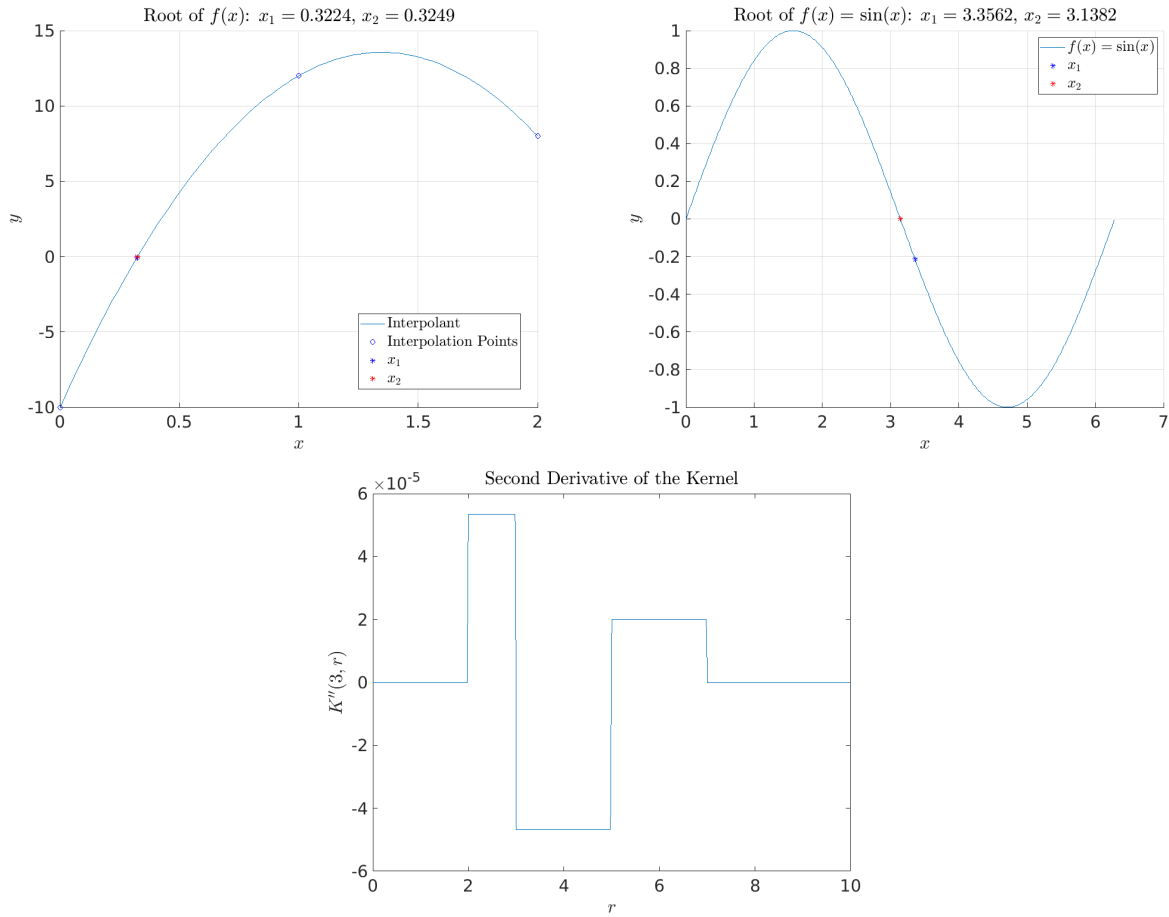 Root of f(x): x₁ = 0.3224, x₂ = 0.3249
15
10
5
0
-5
-10
y
0 0.5 1 1.5 2
x
Interpolant
Interpolation Points
x₁
x₂
Root of f(x) = sin(x): x₁ = 3.3562, x₂ = 3.1382
1
0.8
0.6
0.4
0.2
0
-0.2
-0.4
-0.6
-0.8
-1
y
0 1 2 3 4 5 6 7
x
f(x) = sin(x)
x₁
x₂
Second Derivative of the Kernel
×10⁻⁵
6
4
2
0
-2
-4
-6
K″(3, r)
0 2 4 6 8 10
r